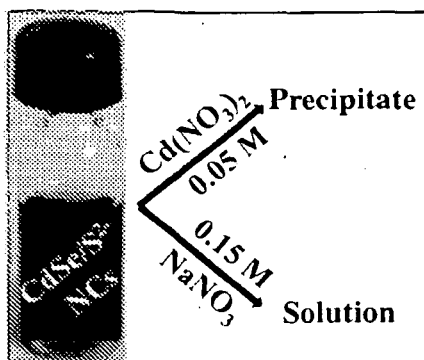 Cd(NO₃)₂
0.05 M
Precipitate
CdSe/S²⁻
NCs
0.15 M
NaNO₃
Solution